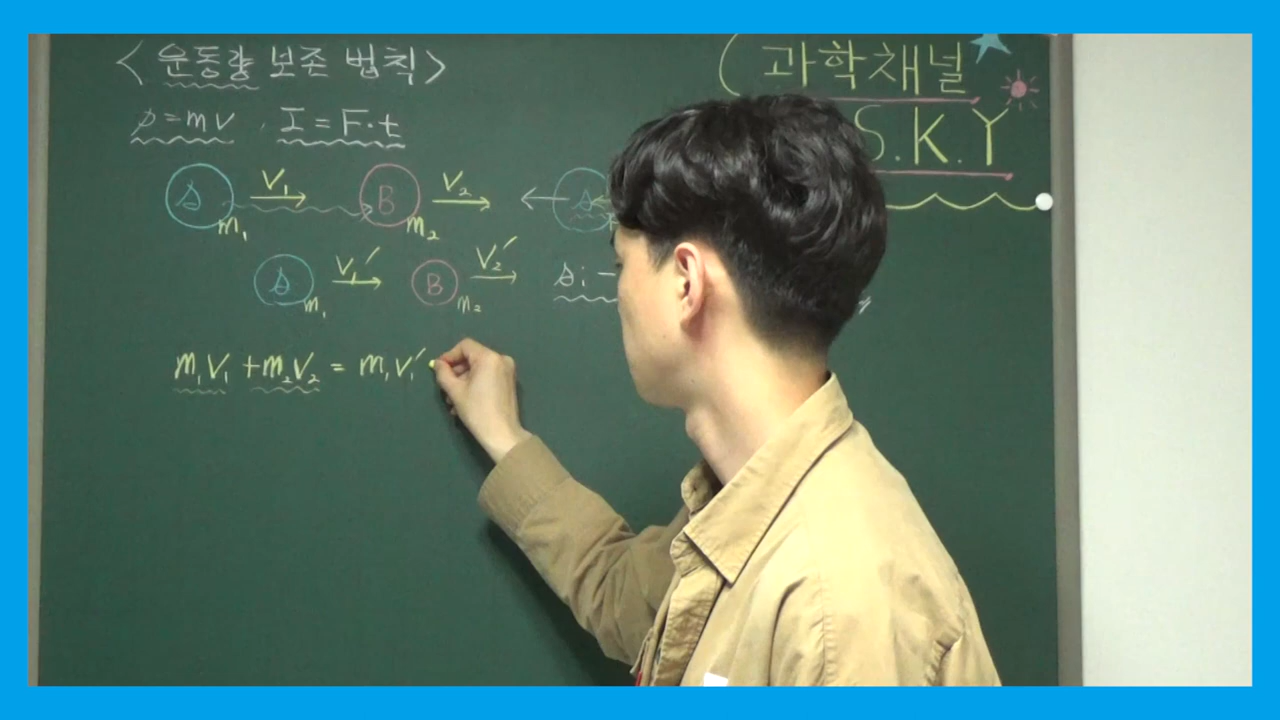 <운동량 보존 법칙>
(과학채널
S.K.Y
p=mv, I=F·t
A m₁ V₁ B m₂ V₂ A
A m₁ V₁′ B m₂ V₂′
m₁V₁+m₂V₂=m₁V₁′